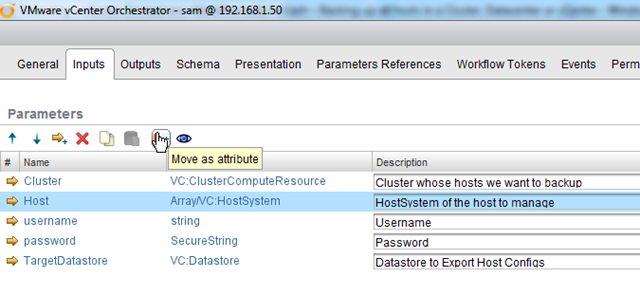 VMware vCenter Orchestrator - sam @ 192.168.1.50
General Inputs Outputs Schema Presentation Parameters References Workflow Tokens Events Perm
Parameters
Move as attribute
# Name Description
Cluster VC:ClusterComputeResource Cluster whose hosts we want to backup
Host Array/VC:HostSystem HostSystem of the host to manage
username string Username
password SecureString Password
TargetDatastore VC:Datastore Datastore to Export Host Configs